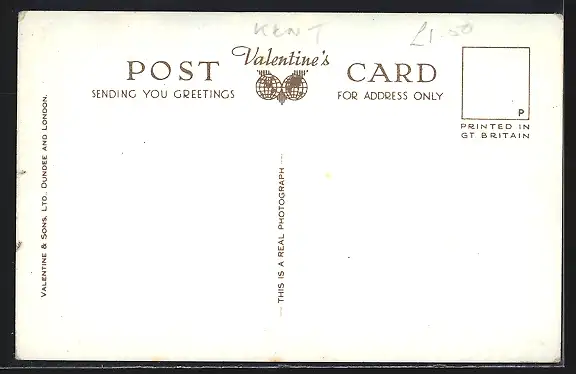 KENT
£1.50
Valentine's
POST CARD
SENDING YOU GREETINGS
FOR ADDRESS ONLY
P
PRINTED IN
GT BRITAIN
VALENTINE & SONS, LTD., DUNDEE AND LONDON.
— THIS IS A REAL PHOTOGRAPH —